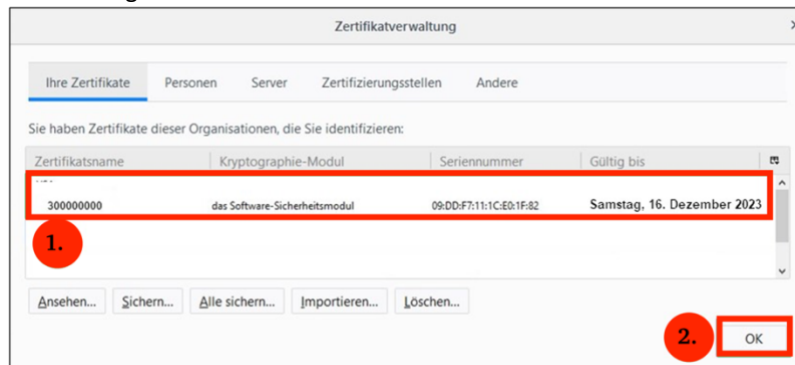 Zertifikatverwaltung
Ihre Zertifikate Personen Server Zertifizierungsstellen Andere
Sie haben Zertifikate dieser Organisationen, die Sie identifizieren:
Zertifikatsname Kryptographie-Modul Seriennummer Gültig bis
300000000 das Software-Sicherheitsmodul 09:DD:F7:11:1C:E0:1F:82 Samstag, 16. Dezember 2023
1.
Ansehen... Sichern... Alle sichern... Importieren... Löschen...
2. OK